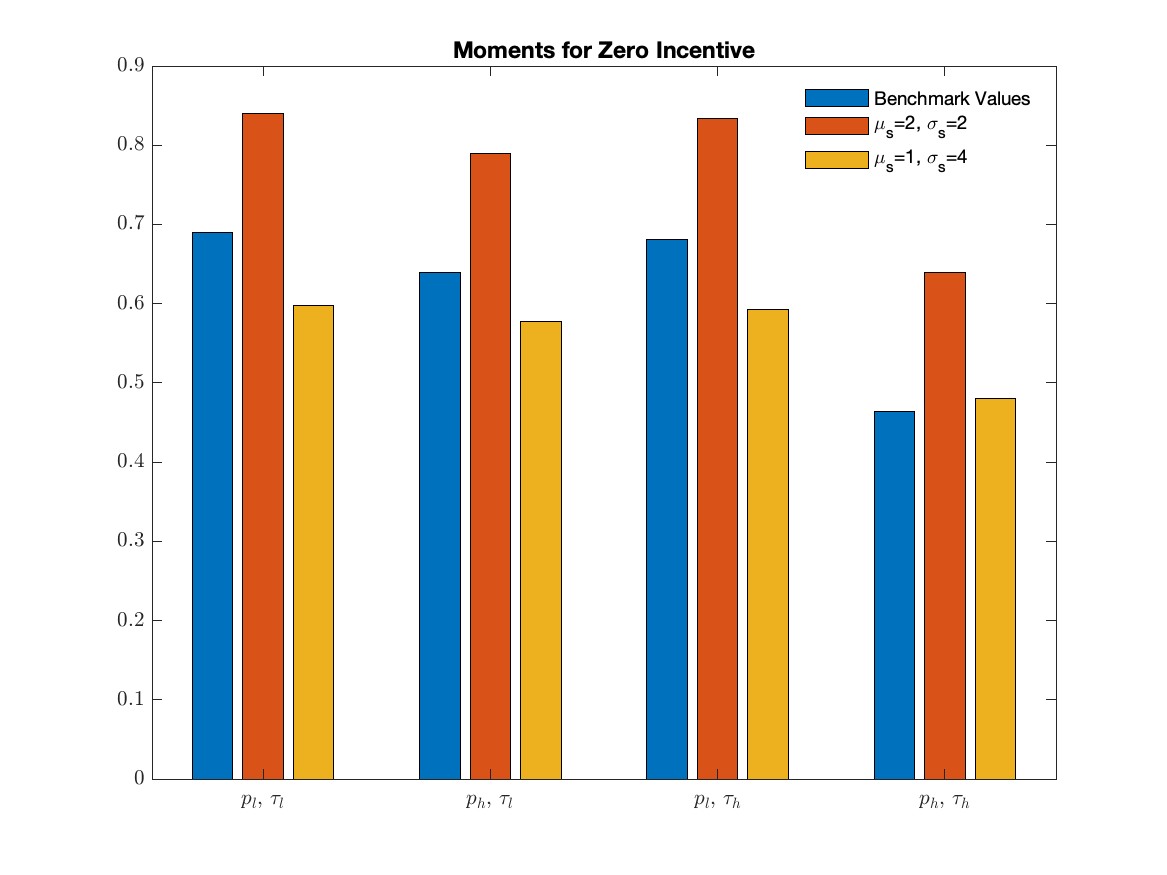 Moments for Zero Incentive
0.9
0.8
0.7
0.6
0.5
0.4
0.3
0.2
0.1
0
Benchmark Values
μs=2, σs=2
μs=1, σs=4
pl, τl
ph, τl
pl, τh
ph, τh